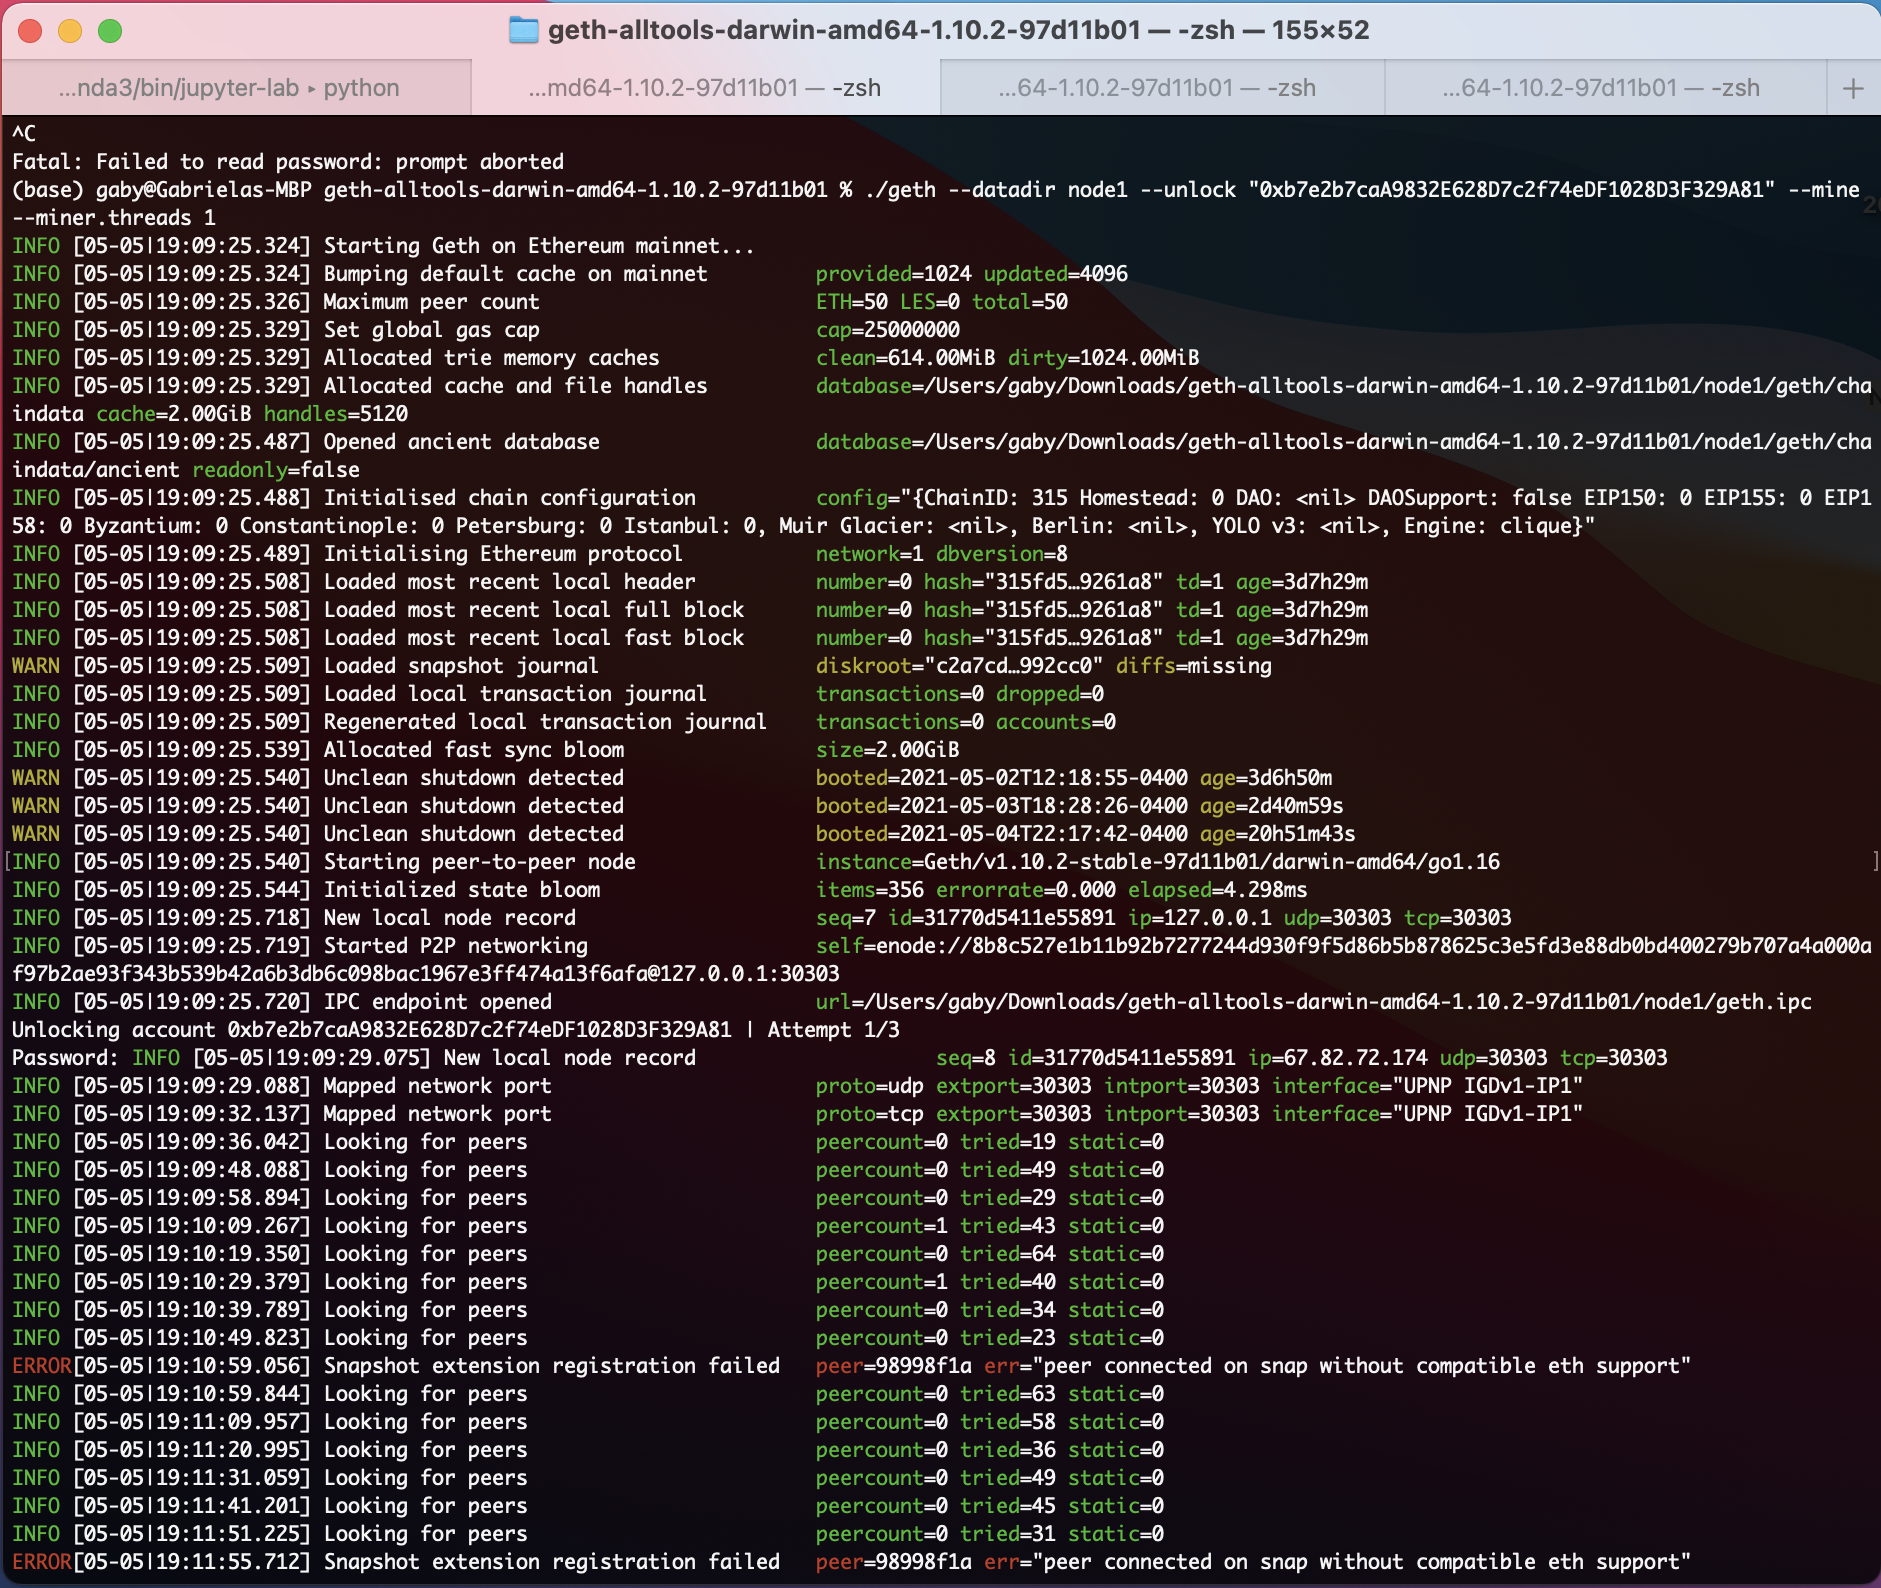 geth-alltools-darwin-amd64-1.10.2-97d11b01 — -zsh — 155×52
...nda3/bin/jupyter-lab ▸ python ...md64-1.10.2-97d11b01 — -zsh ...64-1.10.2-97d11b01 — -zsh ...64-1.10.2-97d11b01 — -zsh +
^C
Fatal: Failed to read password: prompt aborted
(base) gaby@Gabrielas-MBP geth-alltools-darwin-amd64-1.10.2-97d11b01 % ./geth --datadir node1 --unlock "0xb7e2b7caA9832E628D7c2f74eDF1028D3F329A81" --mine
--miner.threads 1
INFO [05-05|19:09:25.324] Starting Geth on Ethereum mainnet...
INFO [05-05|19:09:25.324] Bumping default cache on mainnet provided=1024 updated=4096
INFO [05-05|19:09:25.326] Maximum peer count ETH=50 LES=0 total=50
INFO [05-05|19:09:25.329] Set global gas cap cap=25000000
INFO [05-05|19:09:25.329] Allocated trie memory caches clean=614.00MiB dirty=1024.00MiB
INFO [05-05|19:09:25.329] Allocated cache and file handles database=/Users/gaby/Downloads/geth-alltools-darwin-amd64-1.10.2-97d11b01/node1/geth/cha
indata cache=2.00GiB handles=5120
INFO [05-05|19:09:25.487] Opened ancient database database=/Users/gaby/Downloads/geth-alltools-darwin-amd64-1.10.2-97d11b01/node1/geth/cha
indata/ancient readonly=false
INFO [05-05|19:09:25.488] Initialised chain configuration config="{ChainID: 315 Homestead: 0 DAO: <nil> DAOSupport: false EIP150: 0 EIP155: 0 EIP1
58: 0 Byzantium: 0 Constantinople: 0 Petersburg: 0 Istanbul: 0, Muir Glacier: <nil>, Berlin: <nil>, YOLO v3: <nil>, Engine: clique}"
INFO [05-05|19:09:25.489] Initialising Ethereum protocol network=1 dbversion=8
INFO [05-05|19:09:25.508] Loaded most recent local header number=0 hash="315fd5…9261a8" td=1 age=3d7h29m
INFO [05-05|19:09:25.508] Loaded most recent local full block number=0 hash="315fd5…9261a8" td=1 age=3d7h29m
INFO [05-05|19:09:25.508] Loaded most recent local fast block number=0 hash="315fd5…9261a8" td=1 age=3d7h29m
WARN [05-05|19:09:25.509] Loaded snapshot journal diskroot="c2a7cd…992cc0" diffs=missing
INFO [05-05|19:09:25.509] Loaded local transaction journal transactions=0 dropped=0
INFO [05-05|19:09:25.509] Regenerated local transaction journal transactions=0 accounts=0
INFO [05-05|19:09:25.539] Allocated fast sync bloom size=2.00GiB
WARN [05-05|19:09:25.540] Unclean shutdown detected booted=2021-05-02T12:18:55-0400 age=3d6h50m
WARN [05-05|19:09:25.540] Unclean shutdown detected booted=2021-05-03T18:28:26-0400 age=2d40m59s
WARN [05-05|19:09:25.540] Unclean shutdown detected booted=2021-05-04T22:17:42-0400 age=20h51m43s
[INFO [05-05|19:09:25.540] Starting peer-to-peer node instance=Geth/v1.10.2-stable-97d11b01/darwin-amd64/go1.16 ]
INFO [05-05|19:09:25.544] Initialized state bloom items=356 errorrate=0.000 elapsed=4.298ms
INFO [05-05|19:09:25.718] New local node record seq=7 id=31770d5411e55891 ip=127.0.0.1 udp=30303 tcp=30303
INFO [05-05|19:09:25.719] Started P2P networking self=enode://8b8c527e1b11b92b7277244d930f9f5d86b5b878625c3e5fd3e88db0bd400279b707a4a000a
f97b2ae93f343b539b42a6b3db6c098bac1967e3ff474a13f6afa@127.0.0.1:30303
INFO [05-05|19:09:25.720] IPC endpoint opened url=/Users/gaby/Downloads/geth-alltools-darwin-amd64-1.10.2-97d11b01/node1/geth.ipc
Unlocking account 0xb7e2b7caA9832E628D7c2f74eDF1028D3F329A81 | Attempt 1/3
Password: INFO [05-05|19:09:29.075] New local node record seq=8 id=31770d5411e55891 ip=67.82.72.174 udp=30303 tcp=30303
INFO [05-05|19:09:29.088] Mapped network port proto=udp extport=30303 intport=30303 interface="UPNP IGDv1-IP1"
INFO [05-05|19:09:32.137] Mapped network port proto=tcp extport=30303 intport=30303 interface="UPNP IGDv1-IP1"
INFO [05-05|19:09:36.042] Looking for peers peercount=0 tried=19 static=0
INFO [05-05|19:09:48.088] Looking for peers peercount=0 tried=49 static=0
INFO [05-05|19:09:58.894] Looking for peers peercount=0 tried=29 static=0
INFO [05-05|19:10:09.267] Looking for peers peercount=1 tried=43 static=0
INFO [05-05|19:10:19.350] Looking for peers peercount=0 tried=64 static=0
INFO [05-05|19:10:29.379] Looking for peers peercount=1 tried=40 static=0
INFO [05-05|19:10:39.789] Looking for peers peercount=0 tried=34 static=0
INFO [05-05|19:10:49.823] Looking for peers peercount=0 tried=23 static=0
ERROR[05-05|19:10:59.056] Snapshot extension registration failed peer=98998f1a err="peer connected on snap without compatible eth support"
INFO [05-05|19:10:59.844] Looking for peers peercount=0 tried=63 static=0
INFO [05-05|19:11:09.957] Looking for peers peercount=0 tried=58 static=0
INFO [05-05|19:11:20.995] Looking for peers peercount=0 tried=36 static=0
INFO [05-05|19:11:31.059] Looking for peers peercount=0 tried=49 static=0
INFO [05-05|19:11:41.201] Looking for peers peercount=0 tried=45 static=0
INFO [05-05|19:11:51.225] Looking for peers peercount=0 tried=31 static=0
ERROR[05-05|19:11:55.712] Snapshot extension registration failed peer=98998f1a err="peer connected on snap without compatible eth support"